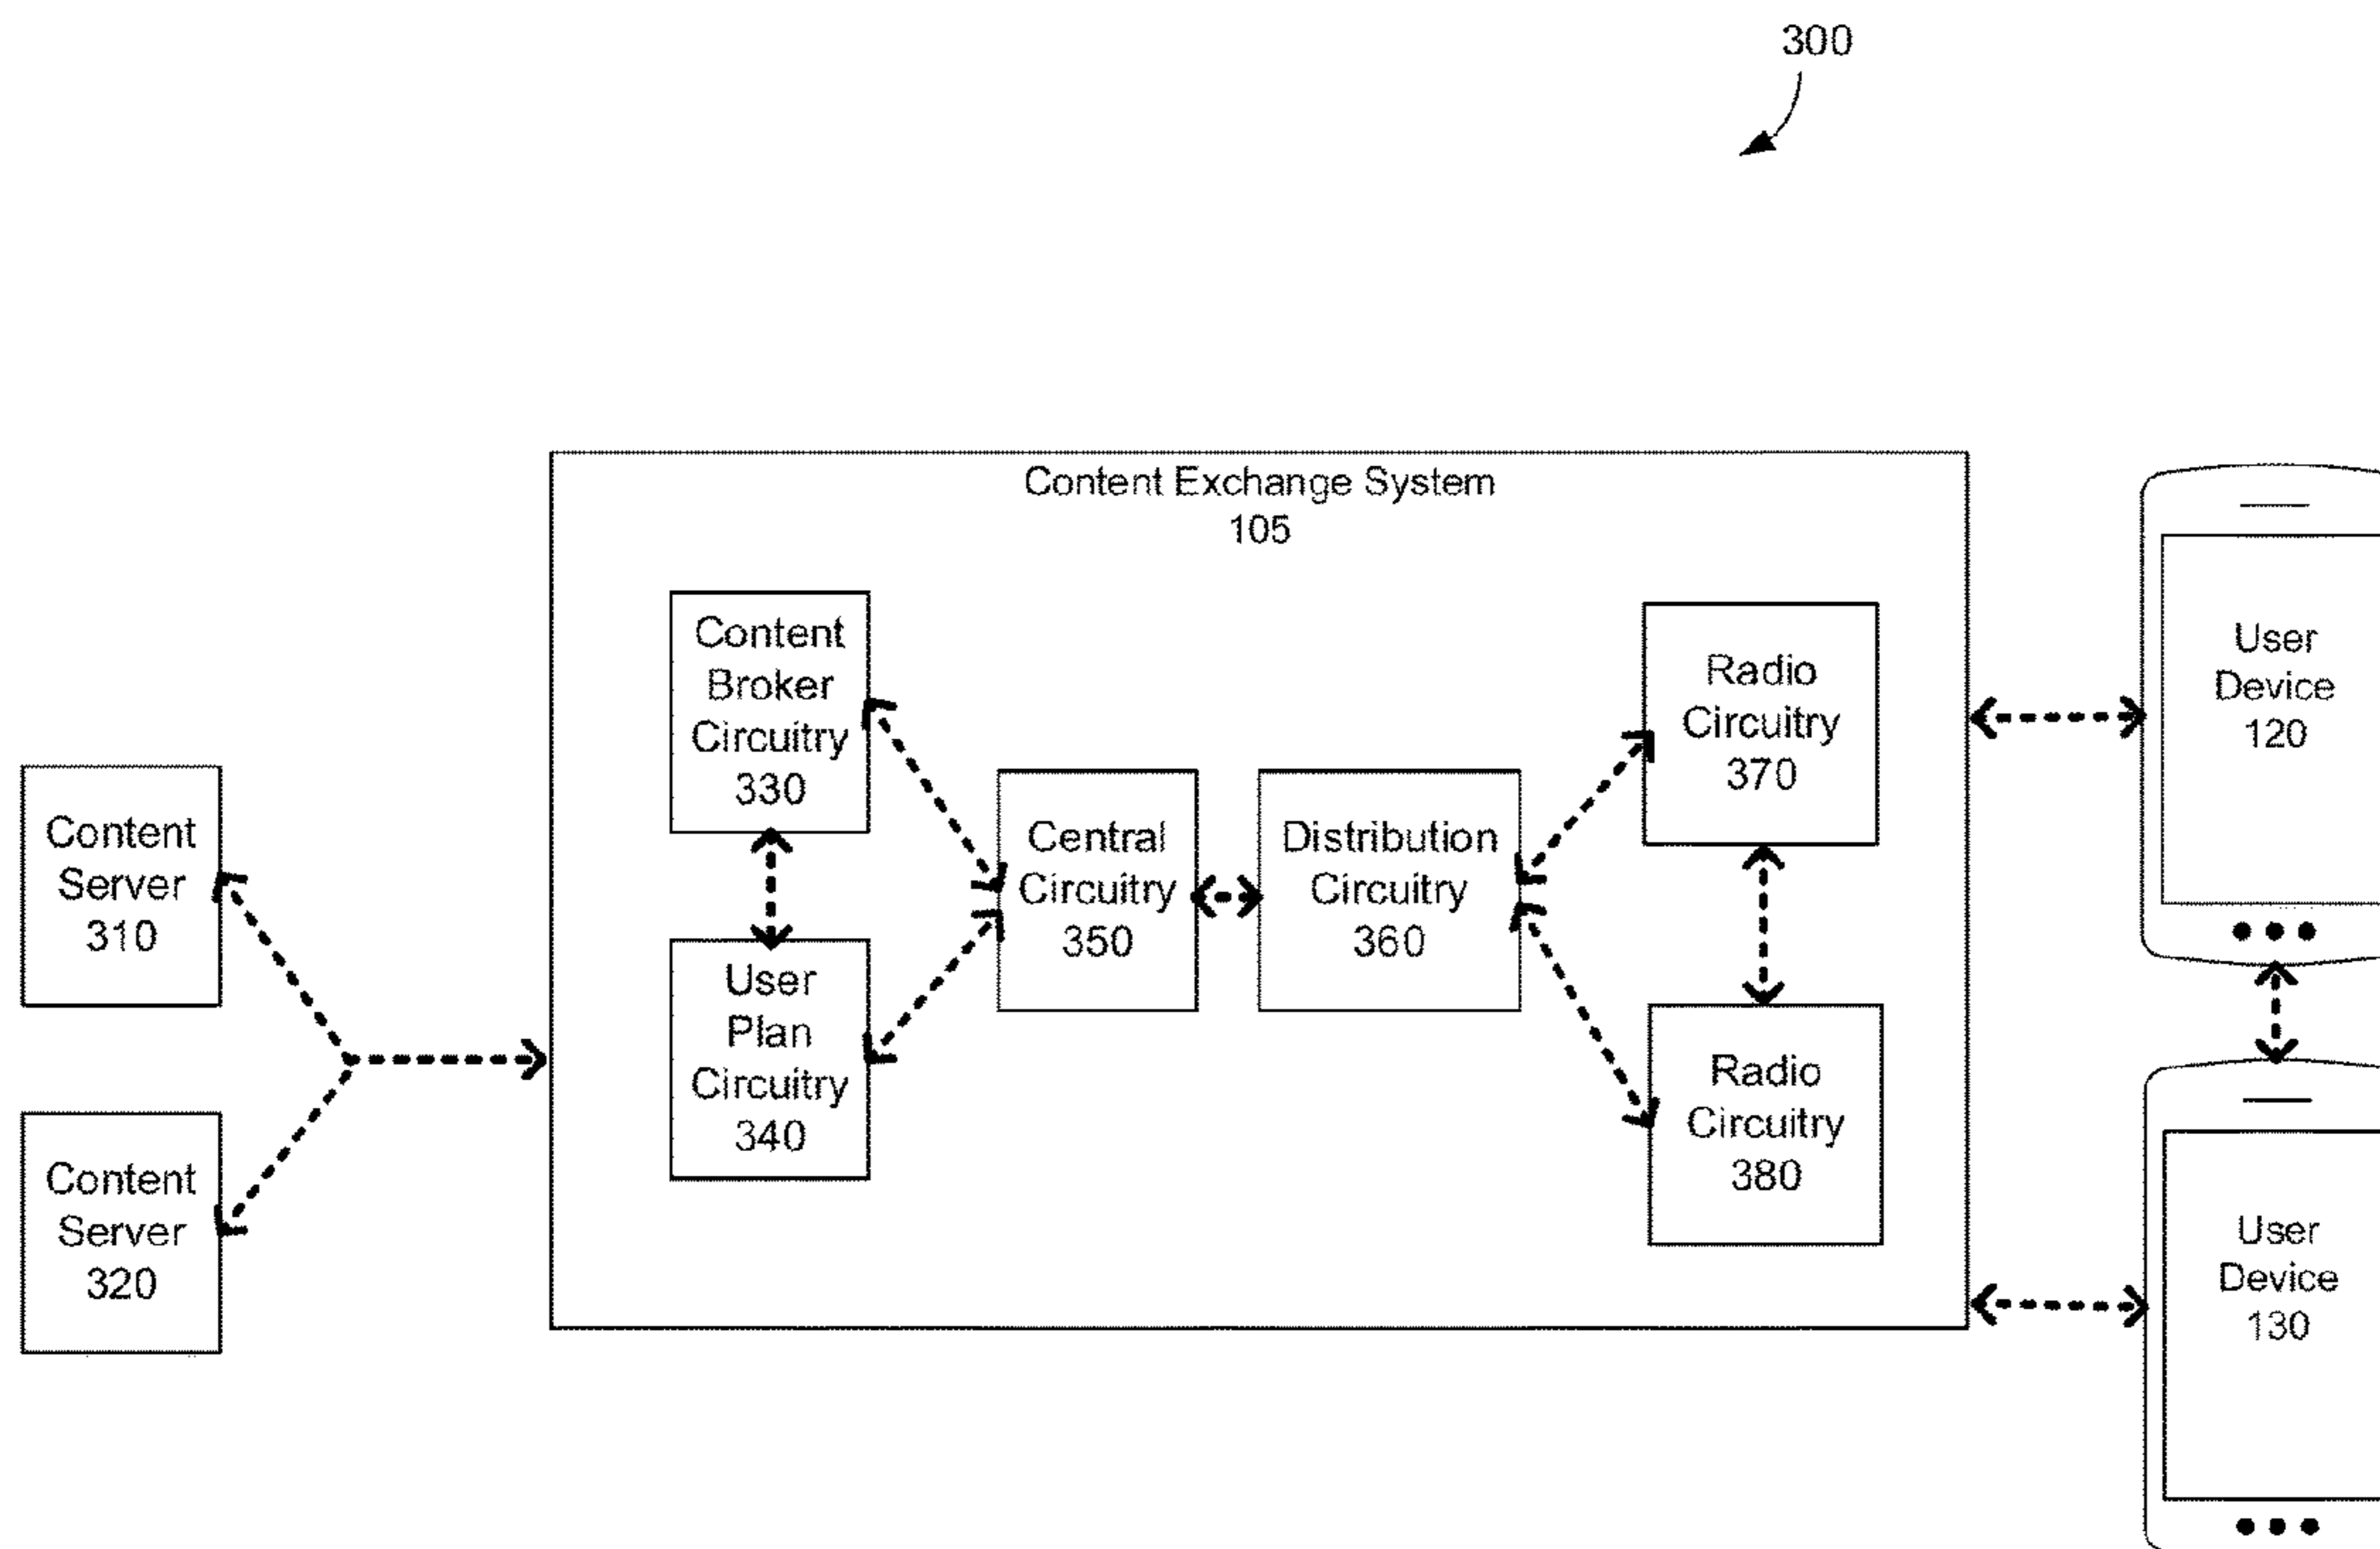 300
Content Exchange System
105
Content
Broker
Circuitry
330
User
Plan
Circuitry
340
Content
Server
310
Content
Server
320
Central
Circuitry
350
Distribution
Circuitry
360
Radio
Circuitry
370
Radio
Circuitry
380
User
Device
120
User
Device
130